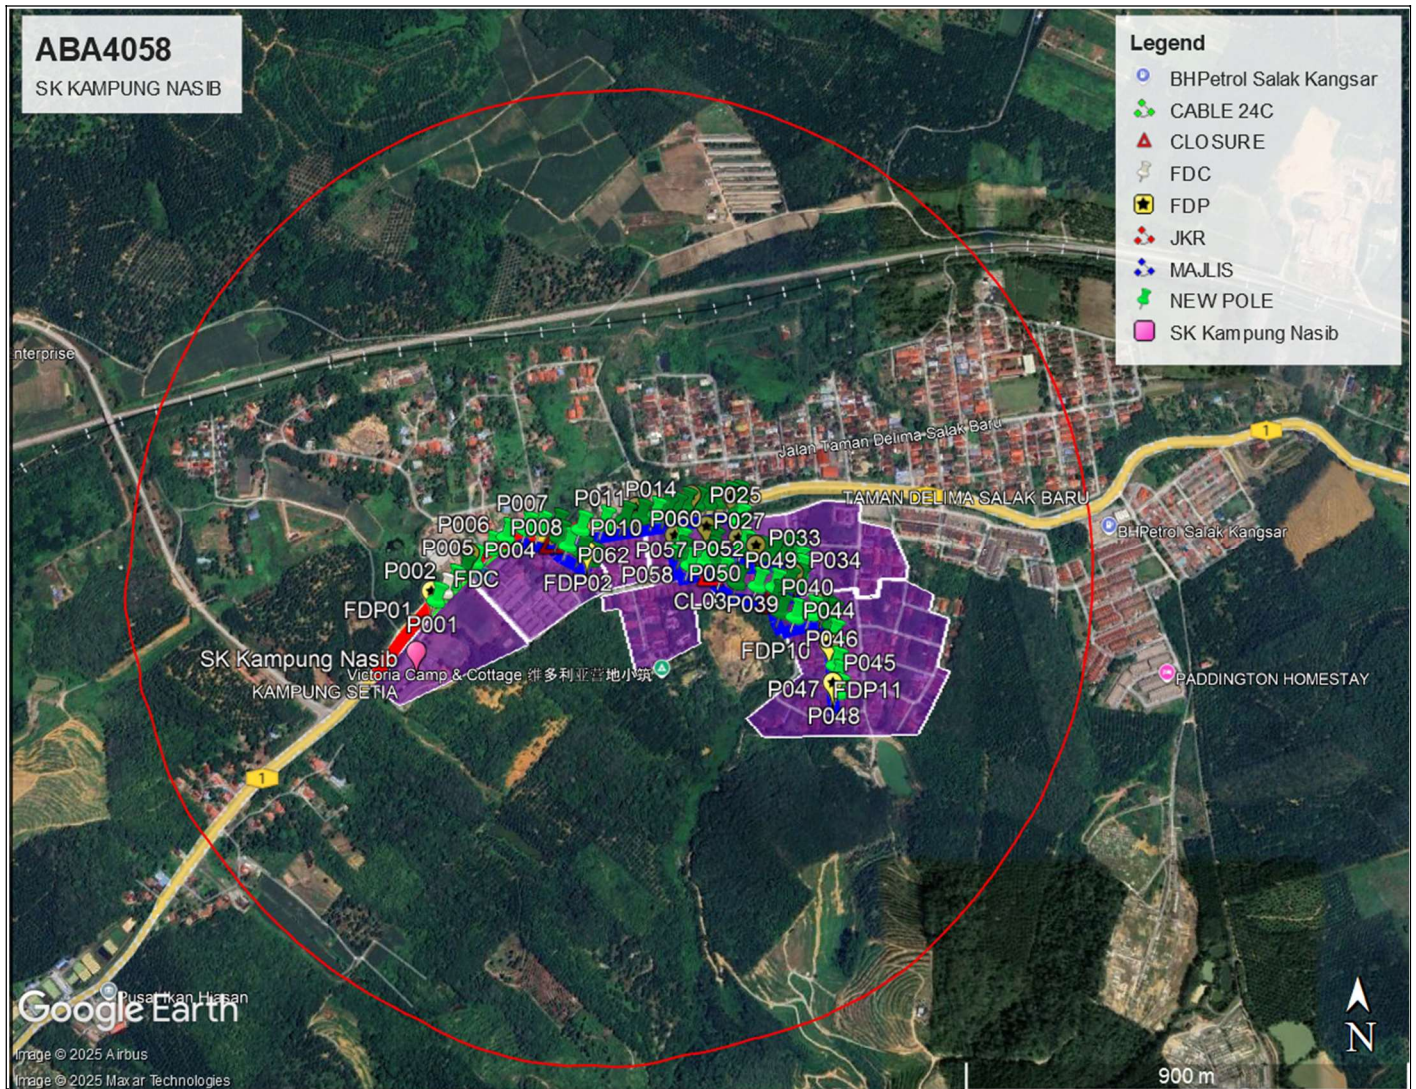 ABA4058
SK KAMPUNG NASIB
Legend
BHPetrol Salak Kangsar
CABLE 24C
CLOSURE
FDC
FDP
JKR
MAJLIS
NEW POLE
SK Kampung Nasib
nterprise
1
Jalan Taman Delima Salak Baru
P007
P011
P014
P025
TAMAN DELIMA SALAK BARU
P006
P008
P010
P060
P027
BHPetrol Salak Kangsar
P005
P004
P062
P057
P052
P033
P049
P034
P002
FDC
FDP02
P058
P050
P040
FDP01
P001
CL03
P039
P044
SK Kampung Nasib
FDP10
P046
P045
Victoria Camp & Cottage 维多利亚营地小筑
KAMPUNG SETIA
P047
FDP11
PADDINGTON HOMESTAY
P048
1
Pusat Ikan Hiasan
Google Earth
Image © 2025 Airbus
Image © 2025 Maxar Technologies
N
900 m